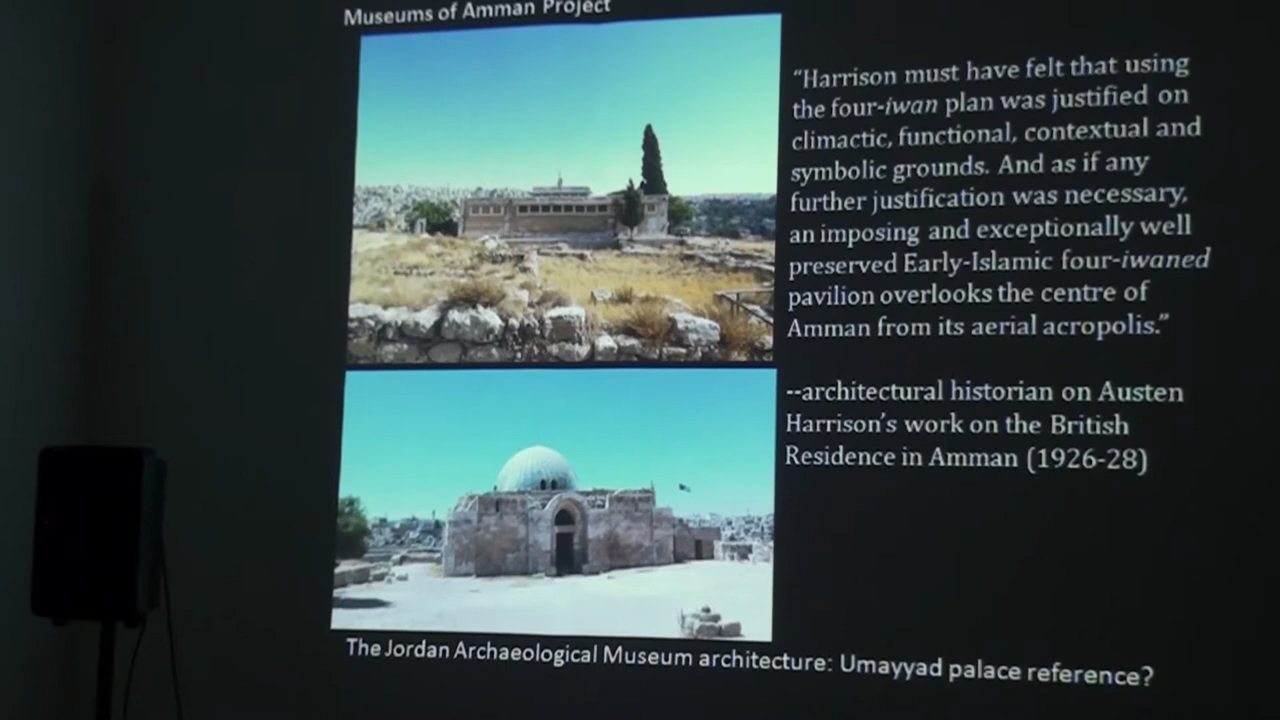 Museums of Amman Project
“Harrison must have felt that using
the four-iwan plan was justified on
climactic, functional, contextual and
symbolic grounds. And as if any
further justification was necessary,
an imposing and exceptionally well
preserved Early-Islamic four-iwaned
pavilion overlooks the centre of
Amman from its aerial acropolis.”
--architectural historian on Austen
Harrison’s work on the British
Residence in Amman (1926-28)
The Jordan Archaeological Museum architecture: Umayyad palace reference?